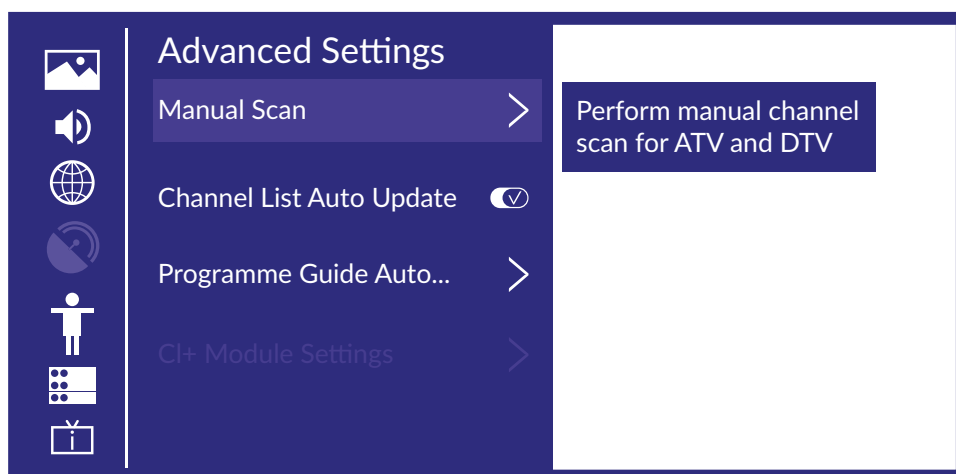 Advanced Settings
Manual Scan
Perform manual channel
scan for ATV and DTV
Channel List Auto Update
Programme Guide Auto...
CI+ Module Settings